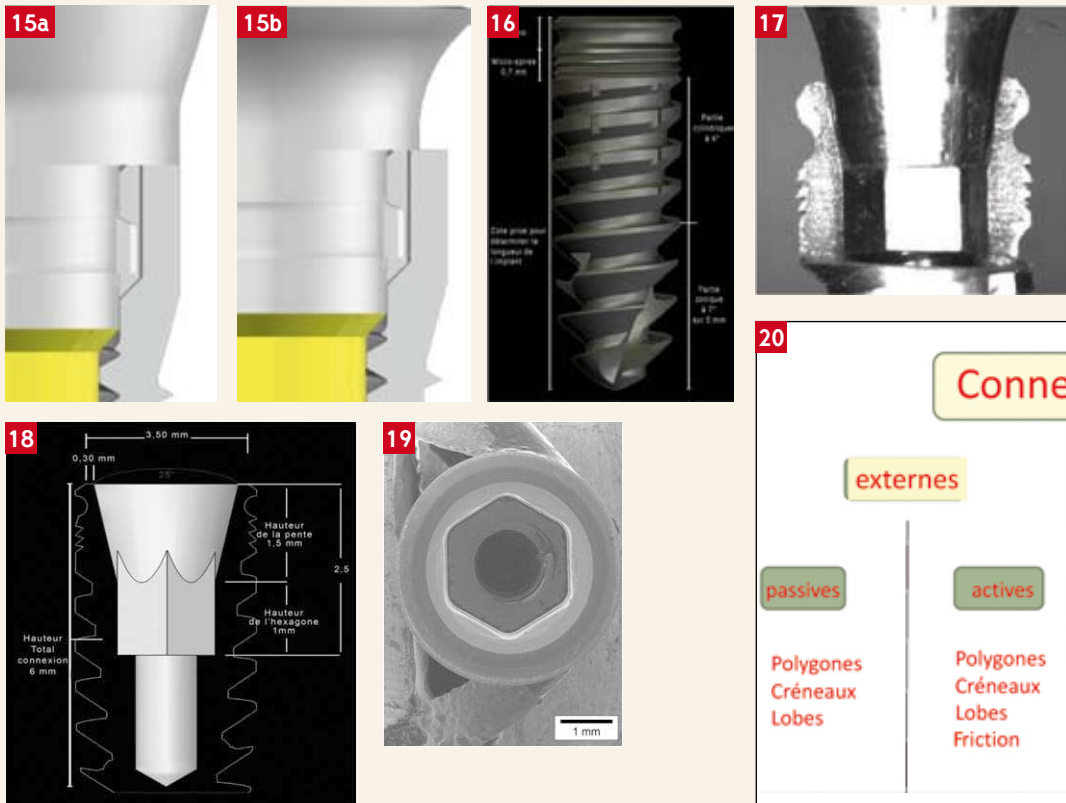 15a
15b
16
Micro-spires
0,7 mm
Partie
cylindrique
à 4°
Cote prise pour
déterminer la
longueur de
l'implant
Partie
conique
à 7°
sur 5 mm
17
18
3,50 mm
0,30 mm
25°
Hauteur
de la pente
1,5 mm
2,5
Hauteur
de l'hexagone
1mm
Hauteur
Total
connexion
6 mm
19
1 mm
20
Conne
externes
passives
actives
Polygones
Créneaux
Lobes
Polygones
Créneaux
Lobes
Friction